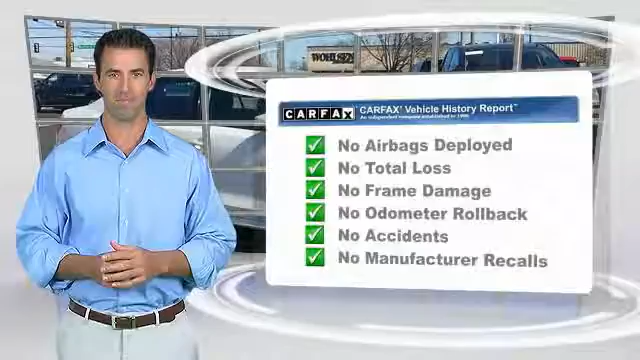 WOHLSEN
CARFAX CARFAX® Vehicle History Report™
An independent company established in 1986
No Airbags Deployed
No Total Loss
No Frame Damage
No Odometer Rollback
No Accidents
No Manufacturer Recalls